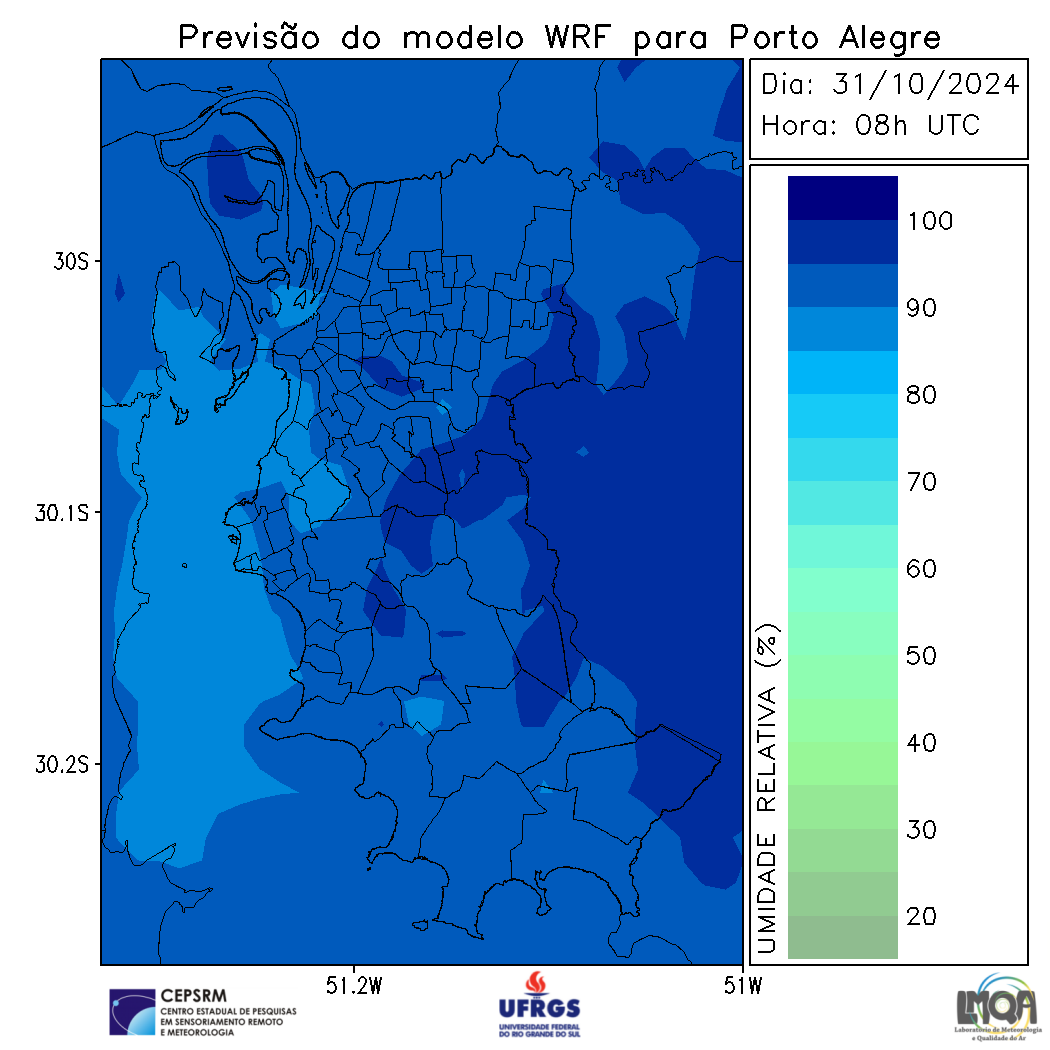 Previsão do modelo WRF para Porto Alegre
Dia: 31/10/2024
Hora: 08h UTC
30S
30.1S
30.2S
51.2W
51W
UMIDADE RELATIVA (%)
100
90
80
70
60
50
40
30
20
CEPSRM
CENTRO ESTADUAL DE PESQUISAS
EM SENSORIAMENTO REMOTO
E METEOROLOGIA
UFRGS
UNIVERSIDADE FEDERAL
DO RIO GRANDE DO SUL
LMQA
Laboratório de Meteorologia
e Qualidade do Ar